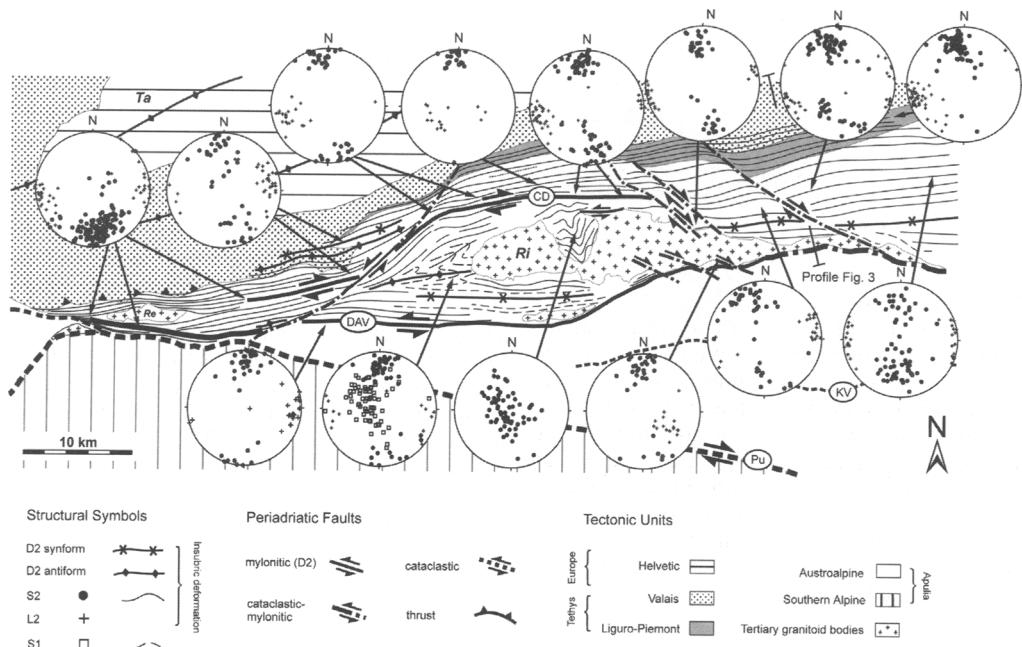 N
N
N
N
N
N
Ta
N
N
CD
Ri
Profile Fig. 3
Re
DAV
N
N
N
N
N
N
KV
N
10 km
Pu
Structural Symbols
D2 synform
D2 antiform
S2
L2
S1
Insubric deformation
Periadriatic Faults
mylonitic (D2)
cataclastic
cataclastic-
mylonitic
thrust
Tectonic Units
Europe
Helvetic
Tethys
Valais
Liguro-Piemont
Austroalpine
Southern Alpine
Apulia
Tertiary granitoid bodies